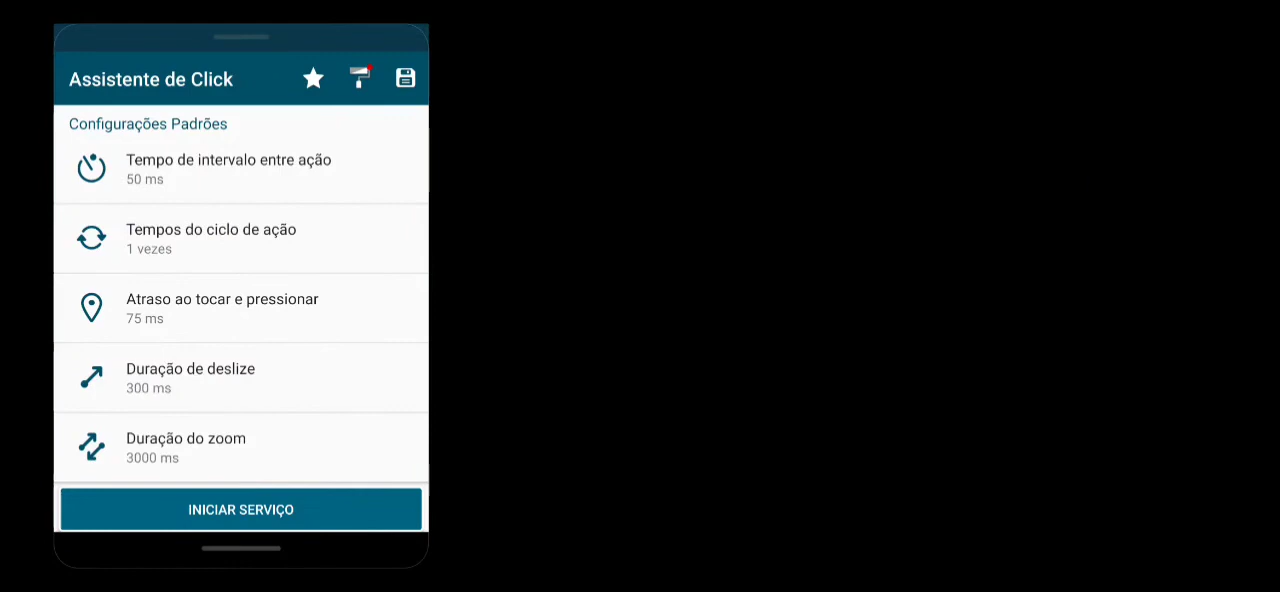 Assistente de Click
Configurações Padrões
Tempo de intervalo entre ação
50 ms
Tempos do ciclo de ação
1 vezes
Atraso ao tocar e pressionar
75 ms
Duração de deslize
300 ms
Duração do zoom
3000 ms
INICIAR SERVIÇO